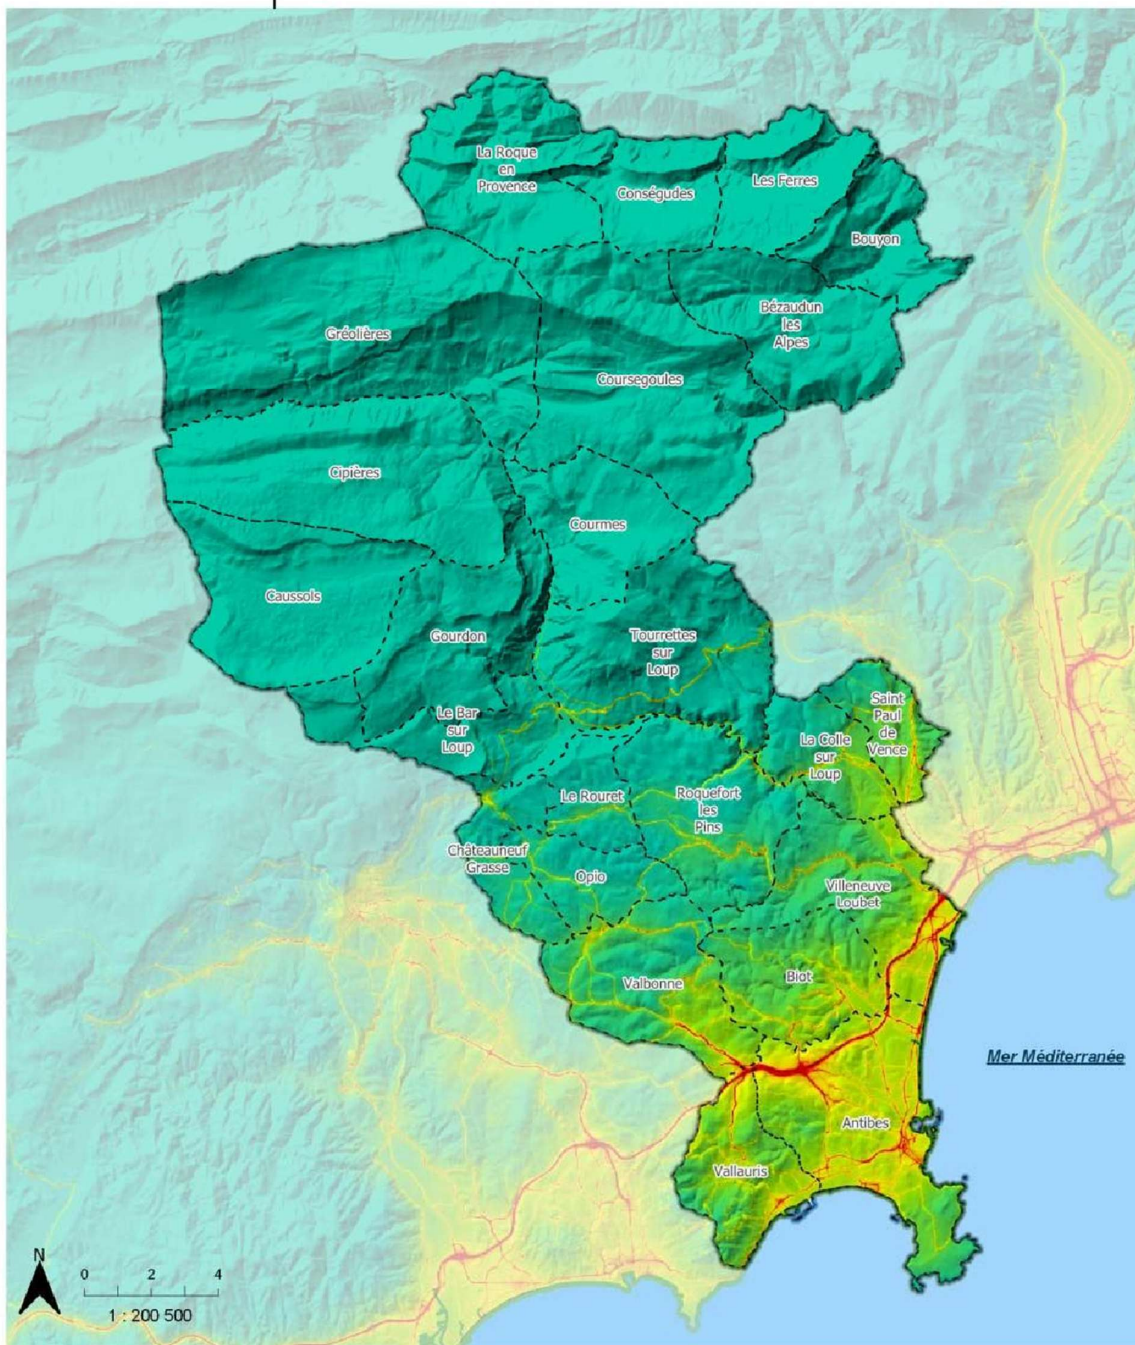 La Roque
en
Provence
Conségudes
Les Ferres
Bouyon
Gréolières
Bézaudun
les
Alpes
Coursegoules
Cipières
Courmes
Caussols
Gourdon
Tourrettes
sur
Loup
Saint
Paul
de
Vence
Le Bar
sur
Loup
La Colle
sur
Loup
Le Rouret
Roquefort
les
Pins
Châteauneuf
Grasse
Opio
Villeneuve
Loubet
Valbonne
Biot
Mer Méditerranée
Antibes
Vallauris
N
0 2 4
1 : 200 500